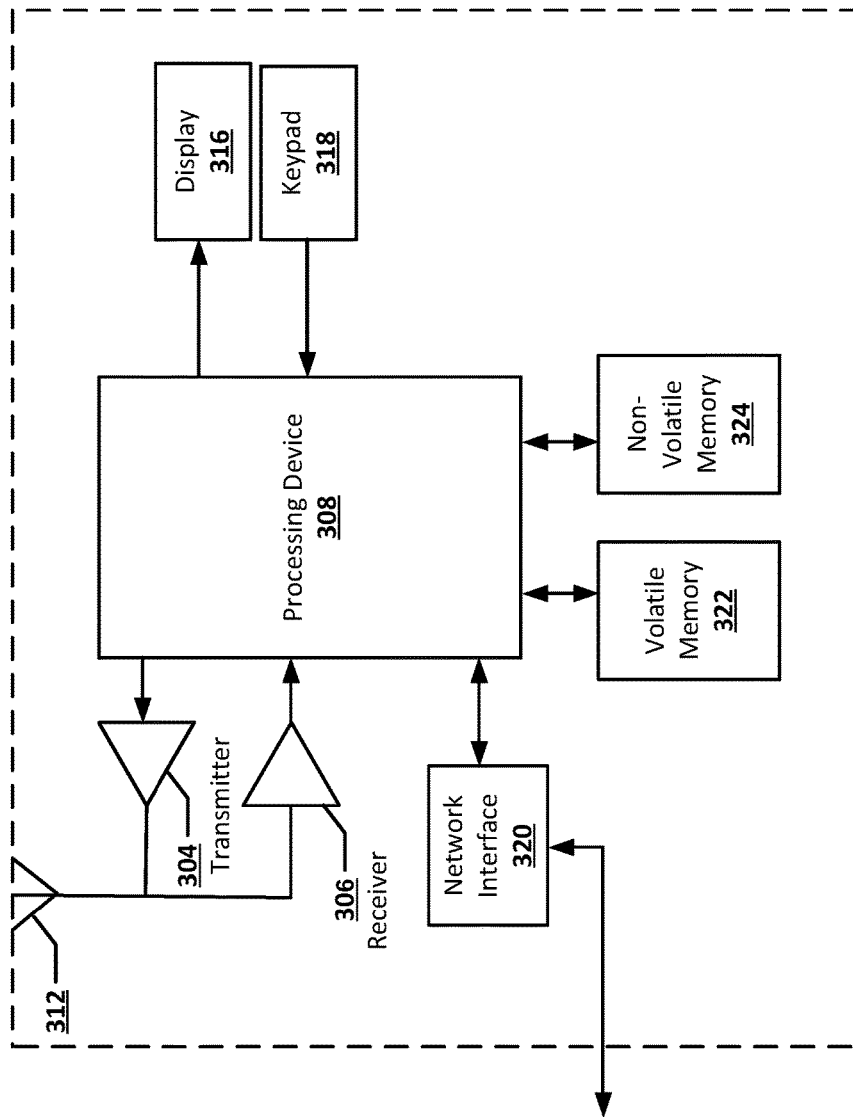 312
304
Transmitter
306
Receiver
Network
Interface
320
Processing Device
308
Display
316
Keypad
318
Volatile
Memory
322
Non-
Volatile
Memory
324